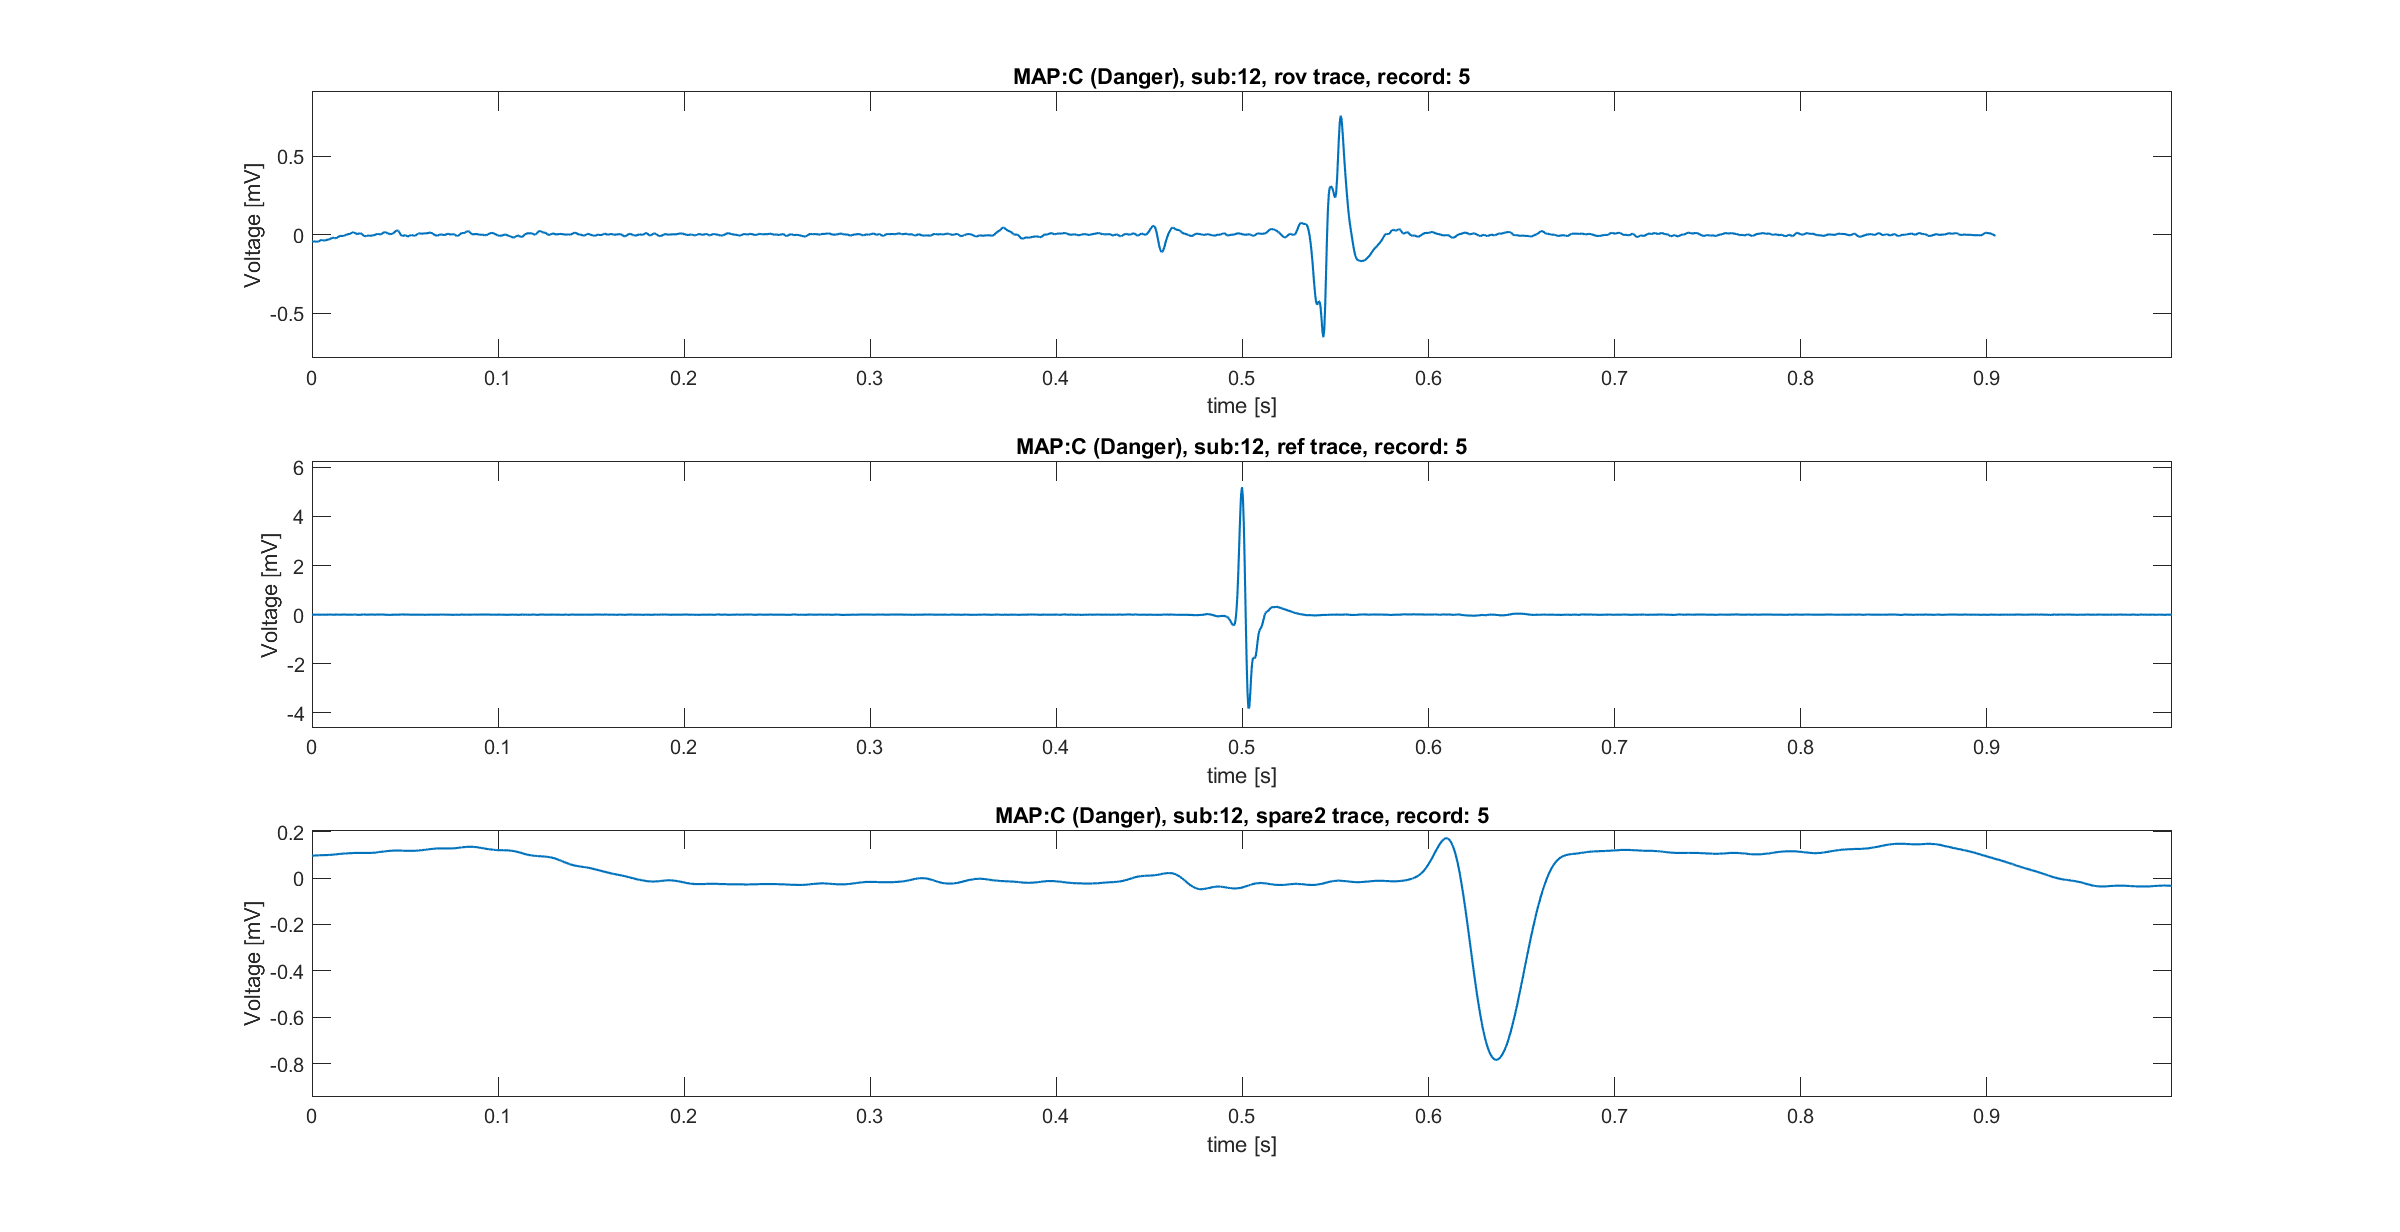 MAP:C (Danger), sub:12, rov trace, record: 5
Voltage [mV]
0.5
0
-0.5
0 0.1 0.2 0.3 0.4 0.5 0.6 0.7 0.8 0.9
time [s]
MAP:C (Danger), sub:12, ref trace, record: 5
Voltage [mV]
6
4
2
0
-2
-4
0 0.1 0.2 0.3 0.4 0.5 0.6 0.7 0.8 0.9
time [s]
MAP:C (Danger), sub:12, spare2 trace, record: 5
Voltage [mV]
0.2
0
-0.2
-0.4
-0.6
-0.8
0 0.1 0.2 0.3 0.4 0.5 0.6 0.7 0.8 0.9
time [s]